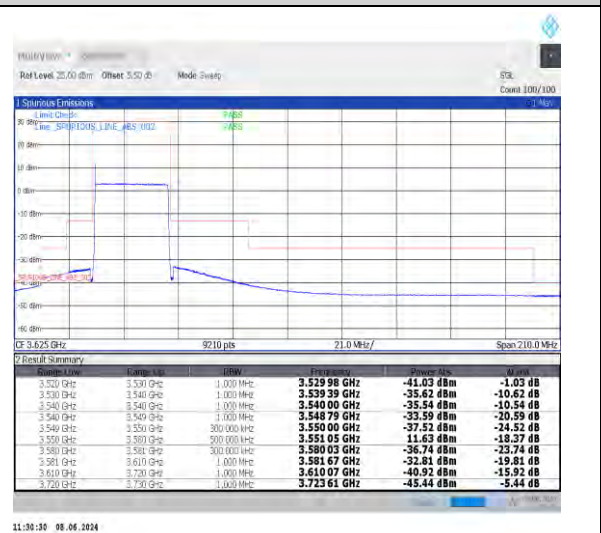 MultiView
Ref Level 25.00 dBm Offset 5.50 dB Mode Sweep SGL
Count 100/100
1 Spurious Emissions
Limit Check PASS
Line _SPURIOUS_LINE_ABS_002 PASS
30 dBm
20 dBm
10 dBm
0 dBm
-10 dBm
-20 dBm
-30 dBm
-50 dBm
-60 dBm
CF 3.625 GHz 9210 pts 21.0 MHz/ Span 210.0 MHz
2 Result Summary
Range Low Range Up RBW Frequency Power Abs ΔLimit
3.520 GHz 3.530 GHz 1.000 MHz 3.529 98 GHz -41.03 dBm -1.03 dB
3.530 GHz 3.540 GHz 1.000 MHz 3.539 39 GHz -35.62 dBm -10.62 dB
3.540 GHz 3.540 GHz 1.000 MHz 3.540 00 GHz -35.54 dBm -10.54 dB
3.540 GHz 3.549 GHz 1.000 MHz 3.548 79 GHz -33.59 dBm -20.59 dB
3.549 GHz 3.550 GHz 300.000 kHz 3.550 00 GHz -37.52 dBm -24.52 dB
3.550 GHz 3.580 GHz 500.000 kHz 3.551 05 GHz 11.63 dBm -18.37 dB
3.580 GHz 3.581 GHz 300.000 kHz 3.580 03 GHz -36.74 dBm -23.74 dB
3.581 GHz 3.610 GHz 1.000 MHz 3.581 67 GHz -32.81 dBm -19.81 dB
3.610 GHz 3.720 GHz 1.000 MHz 3.610 07 GHz -40.92 dBm -15.92 dB
3.720 GHz 3.730 GHz 1.000 MHz 3.723 61 GHz -45.44 dBm -5.44 dB
11:30:30 08.06.2024